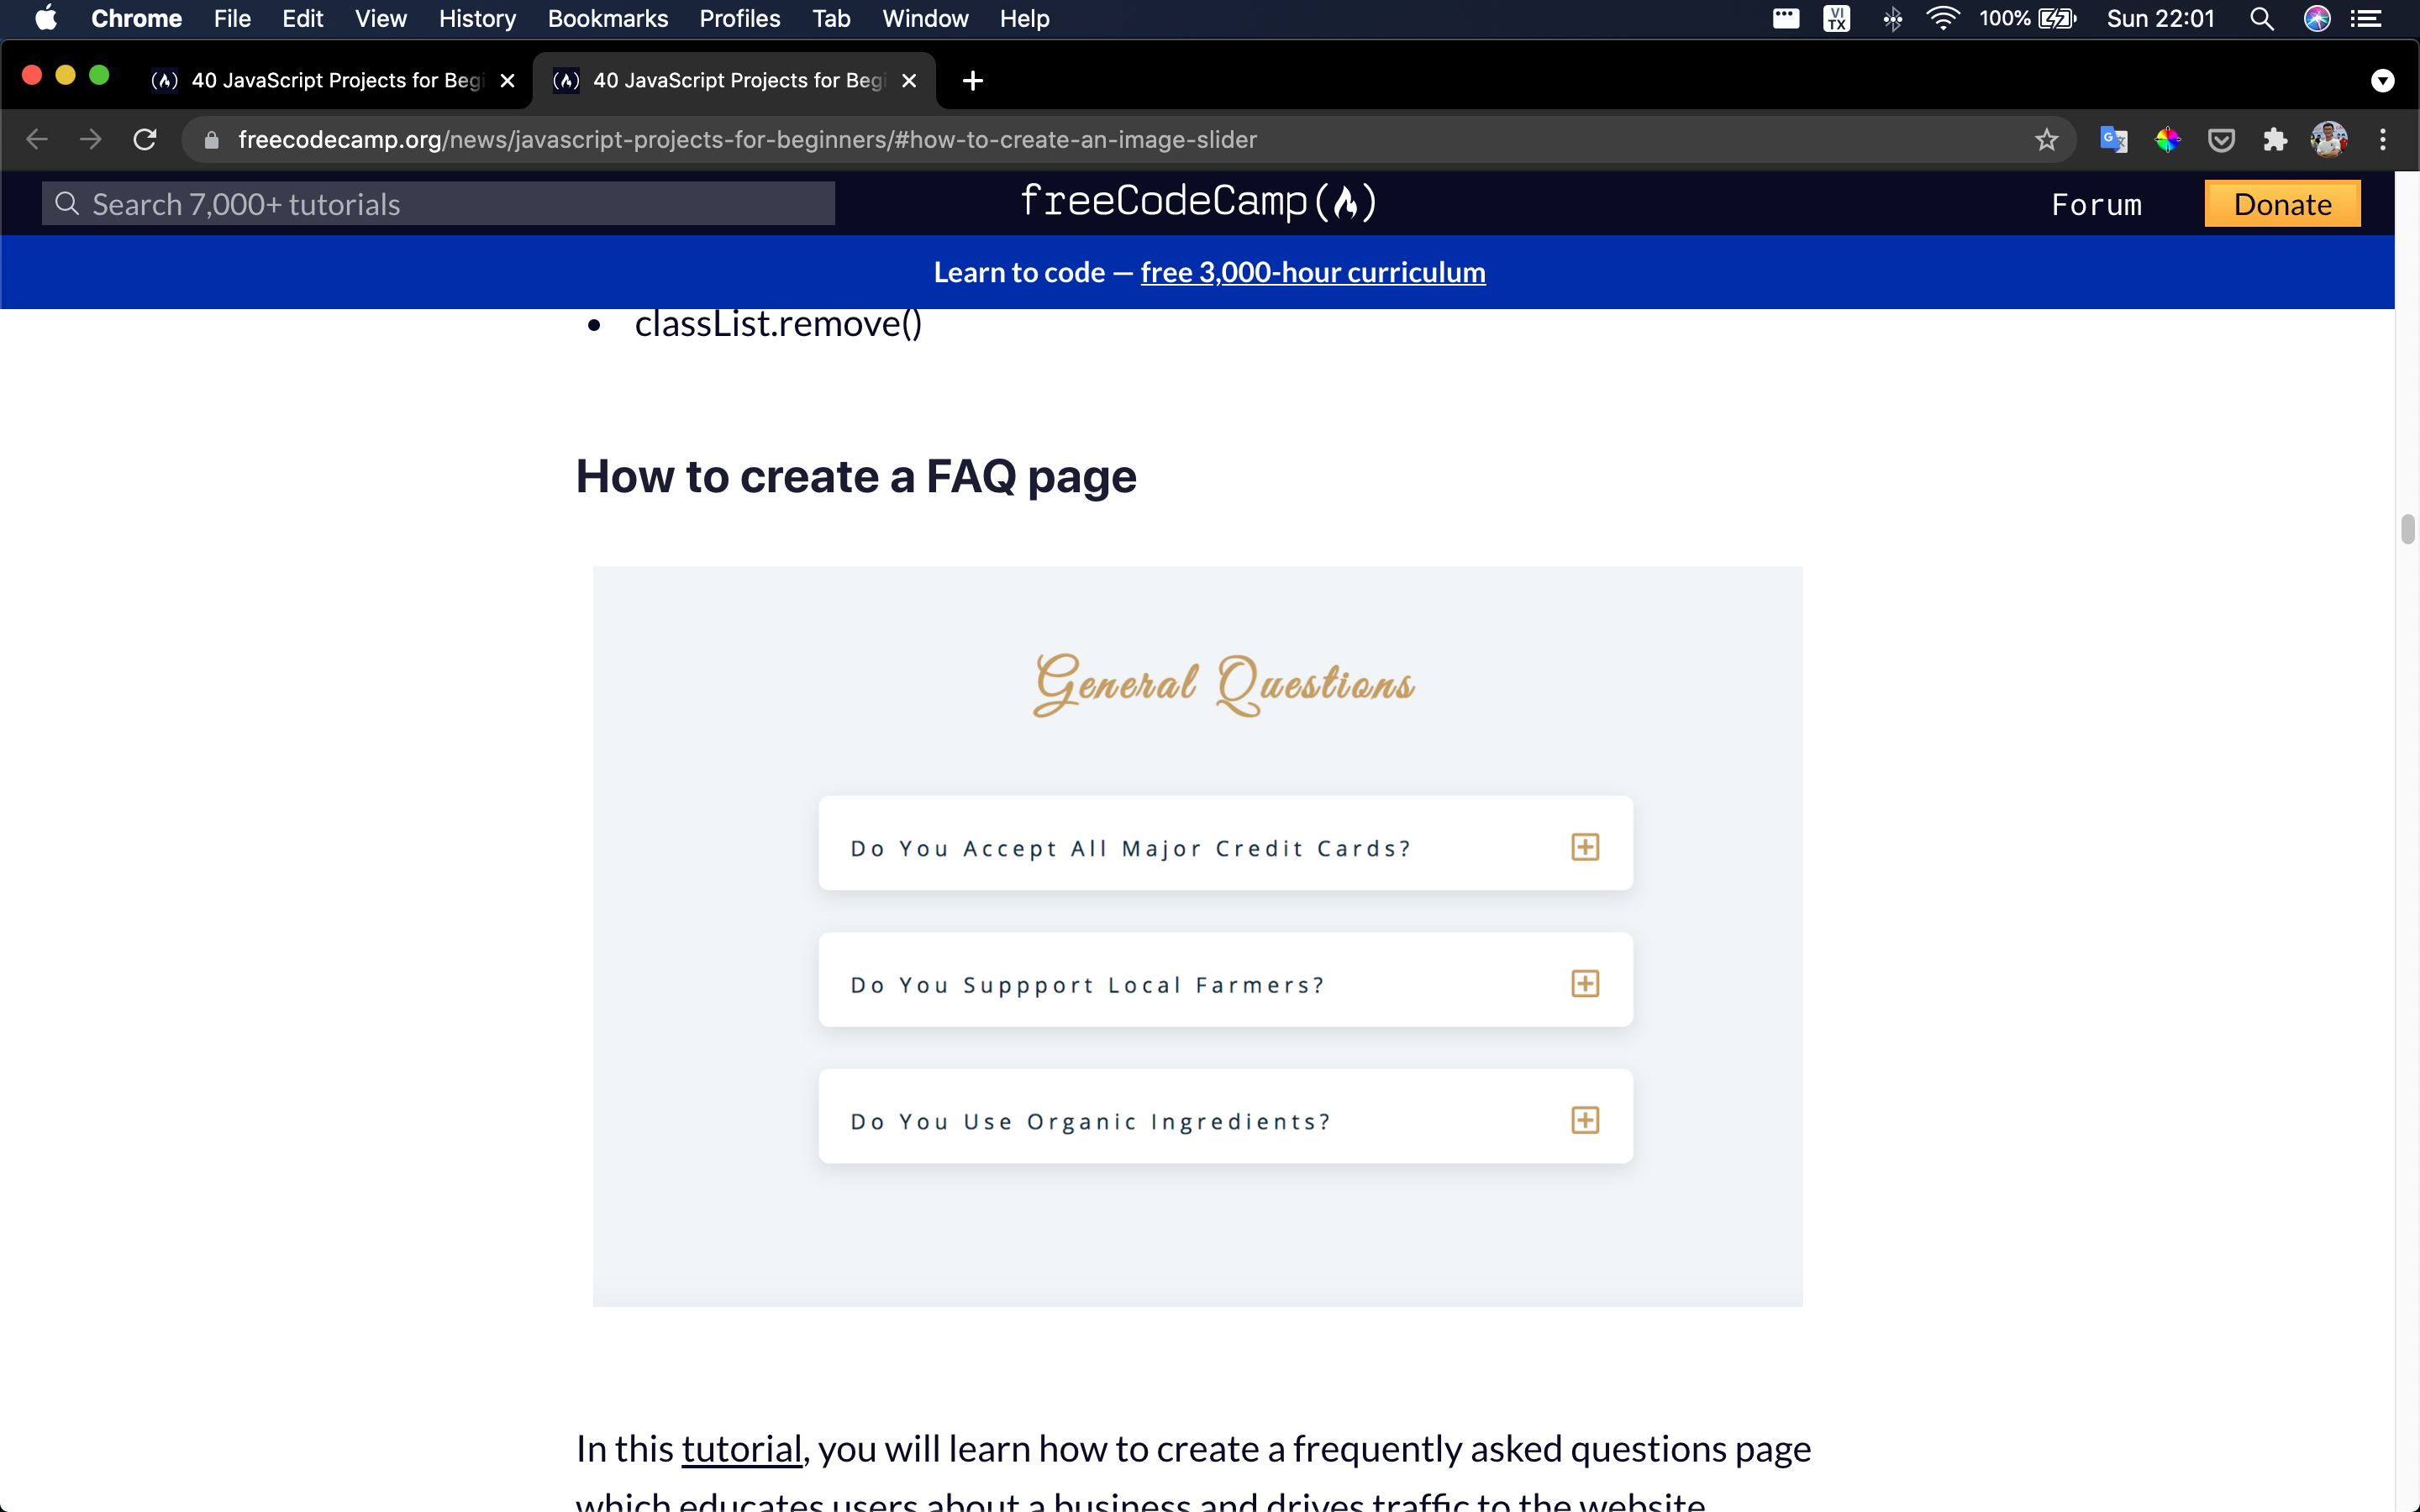 Chrome File Edit View History Bookmarks Profiles Tab Window Help VI TX 100% Sun 22:01
40 JavaScript Projects for Begi 40 JavaScript Projects for Begi
freecodecamp.org/news/javascript-projects-for-beginners/#how-to-create-an-image-slider
Search 7,000+ tutorials freeCodeCamp Forum Donate
Learn to code — free 3,000-hour curriculum
• classList.remove()
How to create a FAQ page
General Questions
Do You Accept All Major Credit Cards?
Do You Suppport Local Farmers?
Do You Use Organic Ingredients?
In this tutorial, you will learn how to create a frequently asked questions page
which educates users about a business and drives traffic to the website